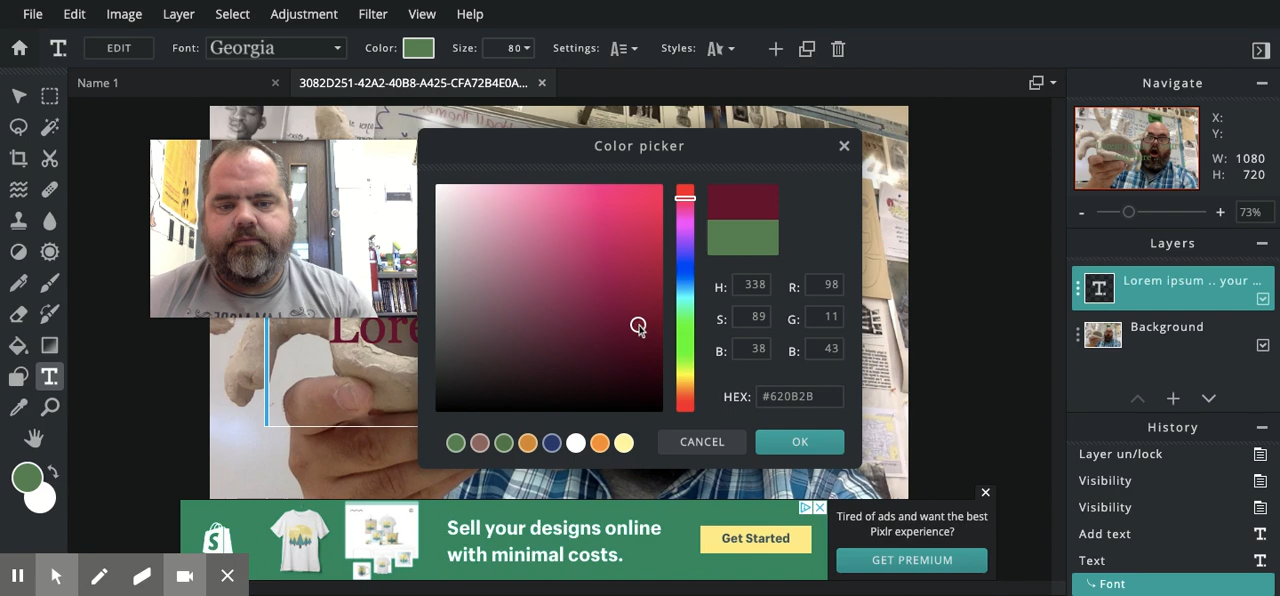 File Edit Image Layer Select Adjustment Filter View Help
EDIT Font: Georgia Color: Size: 80 Settings: Styles:
Name 1 3082D251-42A2-40B8-A425-CFA72B4E0A...
Color picker
H: 338 R: 98
S: 89 G: 11
B: 38 B: 43
HEX: #620B2B
CANCEL OK
Lore
Navigate
X:
Y:
W: 1080
H: 720
- + 73%
Layers
Lorem ipsum .. your ...
Background
History
Layer un/lock
Visibility
Visibility
Add text
Text
Font
Sell your designs online
with minimal costs.
Get Started
Tired of ads and want the best
Pixlr experience?
GET PREMIUM